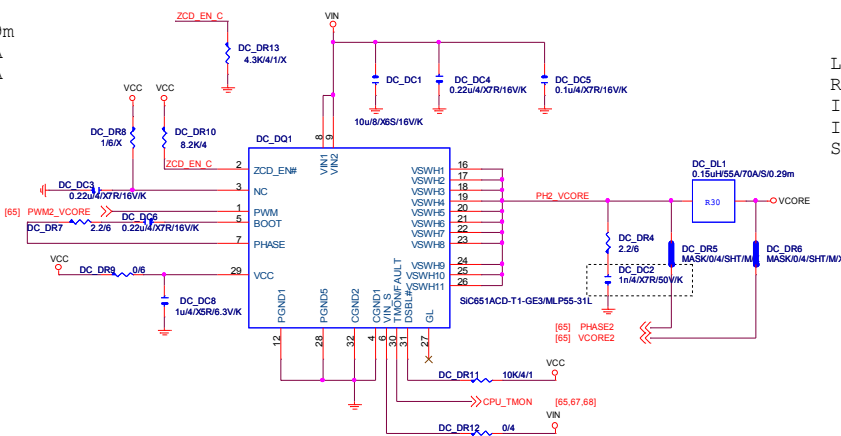 ZCD_EN_C
VIN
0m
DC_DR13
4.3K/4/1/X
L
R
I
I
S
VCC
VCC
DC_DC1
10u/8/X6S/16V/K
DC_DC4
0.22u/4/X7R/16V/K
DC_DC5
0.1u/4/X7R/16V/K
DC_DR8
1/6/X
DC_DR10
8.2K/4
DC_DQ1
8
9
VIN1
VIN2
ZCD_EN_C
2
ZCD_EN#
DC_DC3
0.22u/4/X7R/16V/K
3
NC
[65] PWM2_VCORE
1
PWM
DC_DR7
2.2/6
DC_DC6
0.22u/4/X7R/16V/K
5
BOOT
7
PHASE
VCC
DC_DR9
0/6
29
VCC
DC_DC8
1u/4/X5R/6.3V/K
VSWH1
16
VSWH2
17
VSWH3
18
VSWH4
19
VSWH5
20
VSWH6
21
VSWH7
22
VSWH8
23
VSWH9
24
VSWH10
25
VSWH11
26
PH2_VCORE
DC_DL1
0.15uH/55A/70A/S/0.29m
R30
VCORE
DC_DR4
2.2/6
DC_DC2
1n/4/X7R/50V/K
DC_DR5
MASK/0/4/SHT/M/
DC_DR6
MASK/0/4/SHT/M/X
SiC651ACD-T1-GE3/MLP55-31L
PGND1
PGND5
CGND2
CGND1
VIN_S
TMON/FAULT
DSBL#
GL
12
28
32
4
6
30
31
27
[65] PHASE2
[65] VCORE2
DC_DR11
10K/4/1
VCC
CPU_TMON
[65,67,68]
DC_DR12
0/4
VIN